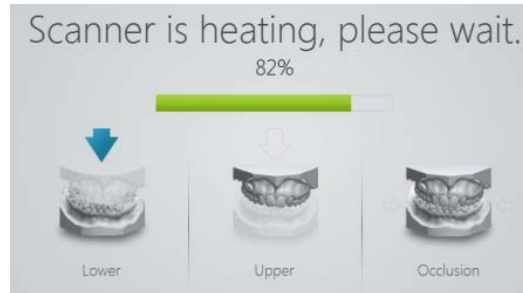 Scanner is heating, please wait.
82%
Lower
Upper
Occlusion